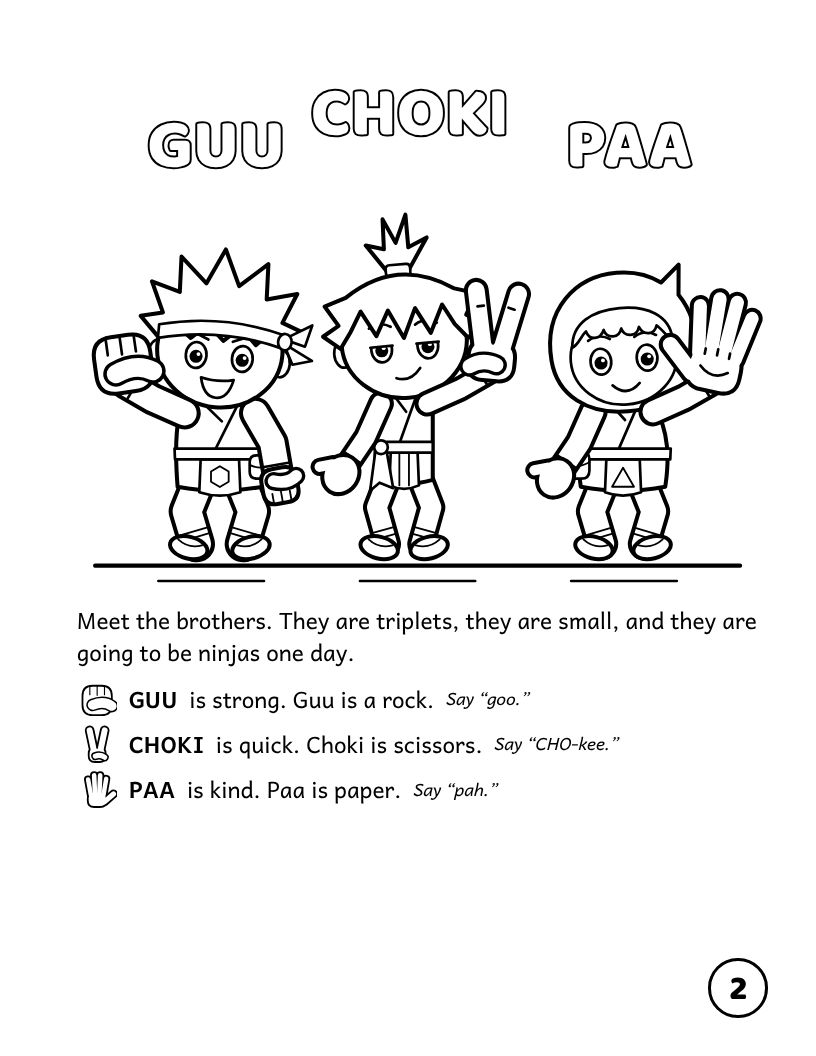 GUU CHOKI PAA
Meet the brothers. They are triplets, they are small, and they are
going to be ninjas one day.
GUU is strong. Guu is a rock. Say “goo.”
CHOKI is quick. Choki is scissors. Say “CHO-kee.”
PAA is kind. Paa is paper. Say “pah.”
2